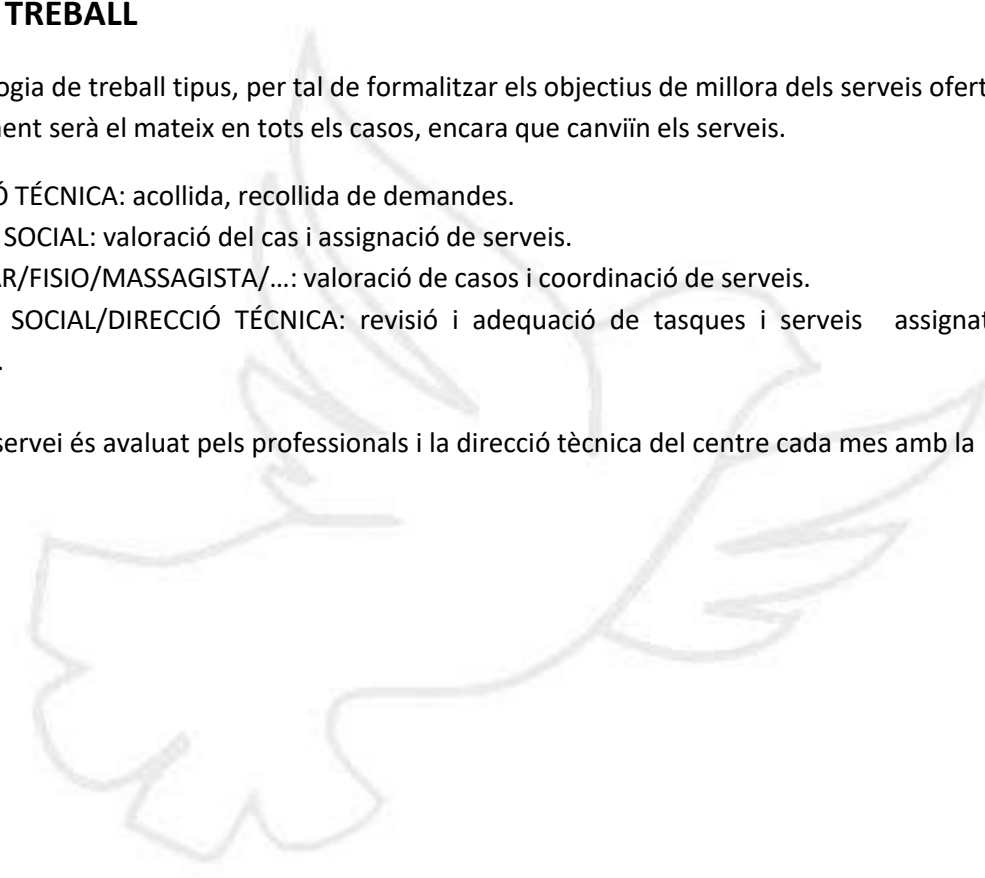 TREBALL
ogia de treball tipus, per tal de formalitzar els objectius de millora dels serveis ofert
ent serà el mateix en tots els casos, encara que canviïn els serveis.
Ó TÉCNICA: acollida, recollida de demandes.
SOCIAL: valoració del cas i assignació de serveis.
AR/FISIO/MASSAGISTA/…: valoració de casos i coordinació de serveis.
SOCIAL/DIRECCIÓ TÉCNICA: revisió i adequació de tasques i serveis assignat
.
servei és avaluat pels professionals i la direcció tècnica del centre cada mes amb la